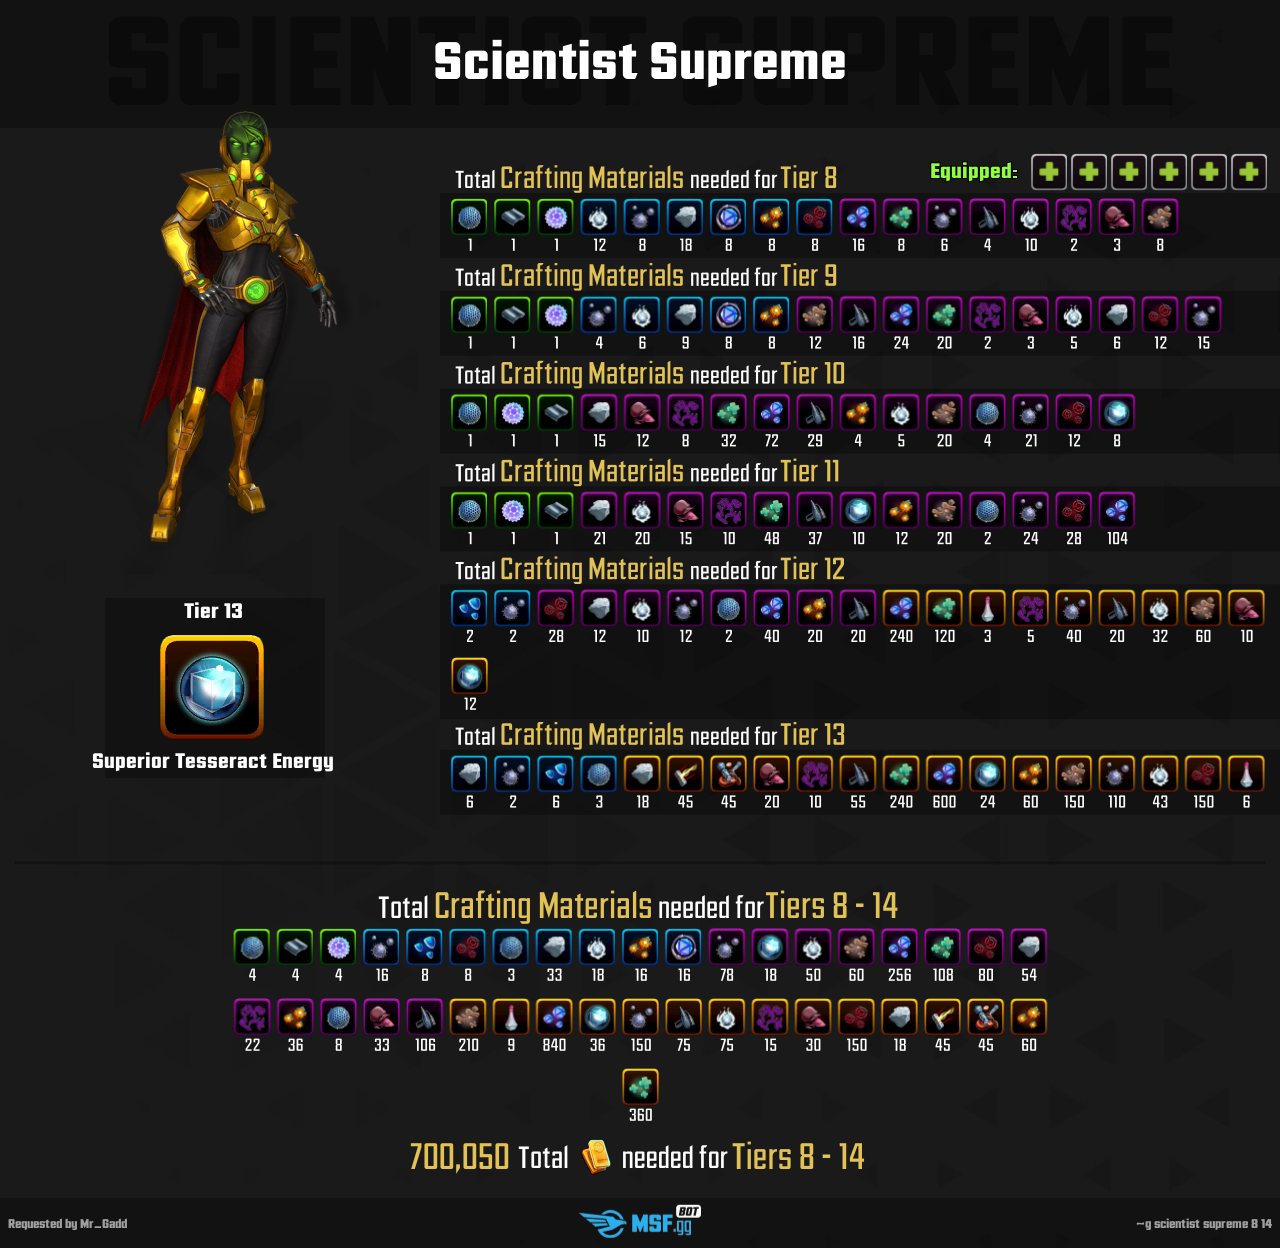 SCIENTIST SUPREME
Scientist Supreme
Equipped:
Total Crafting Materials needed for Tier 8
1 1 1 12 8 18 8 8 8 16 8 6 4 10 2 3 8
Total Crafting Materials needed for Tier 9
1 1 1 4 6 9 8 8 12 16 24 20 2 3 5 6 12 15
Total Crafting Materials needed for Tier 10
1 1 1 15 12 8 32 72 29 4 5 20 4 21 12 8
Total Crafting Materials needed for Tier 11
1 1 1 21 20 15 10 48 37 10 12 20 2 24 28 104
Total Crafting Materials needed for Tier 12
2 2 28 12 10 12 2 40 20 20 240 120 3 5 40 20 32 60 10
12
Total Crafting Materials needed for Tier 13
6 2 6 3 18 45 45 20 10 55 240 600 24 60 150 110 43 150 6
Tier 13
Superior Tesseract Energy
Total Crafting Materials needed for Tiers 8 - 14
4 4 4 16 8 8 3 33 18 16 16 78 18 50 60 256 108 80 54
22 36 8 33 106 210 9 840 36 150 75 75 15 30 150 18 45 45 60
360
700,050 Total needed for Tiers 8 - 14
Requested by Mr_Gadd
MSF.gg BOT
~g scientist supreme 8 14